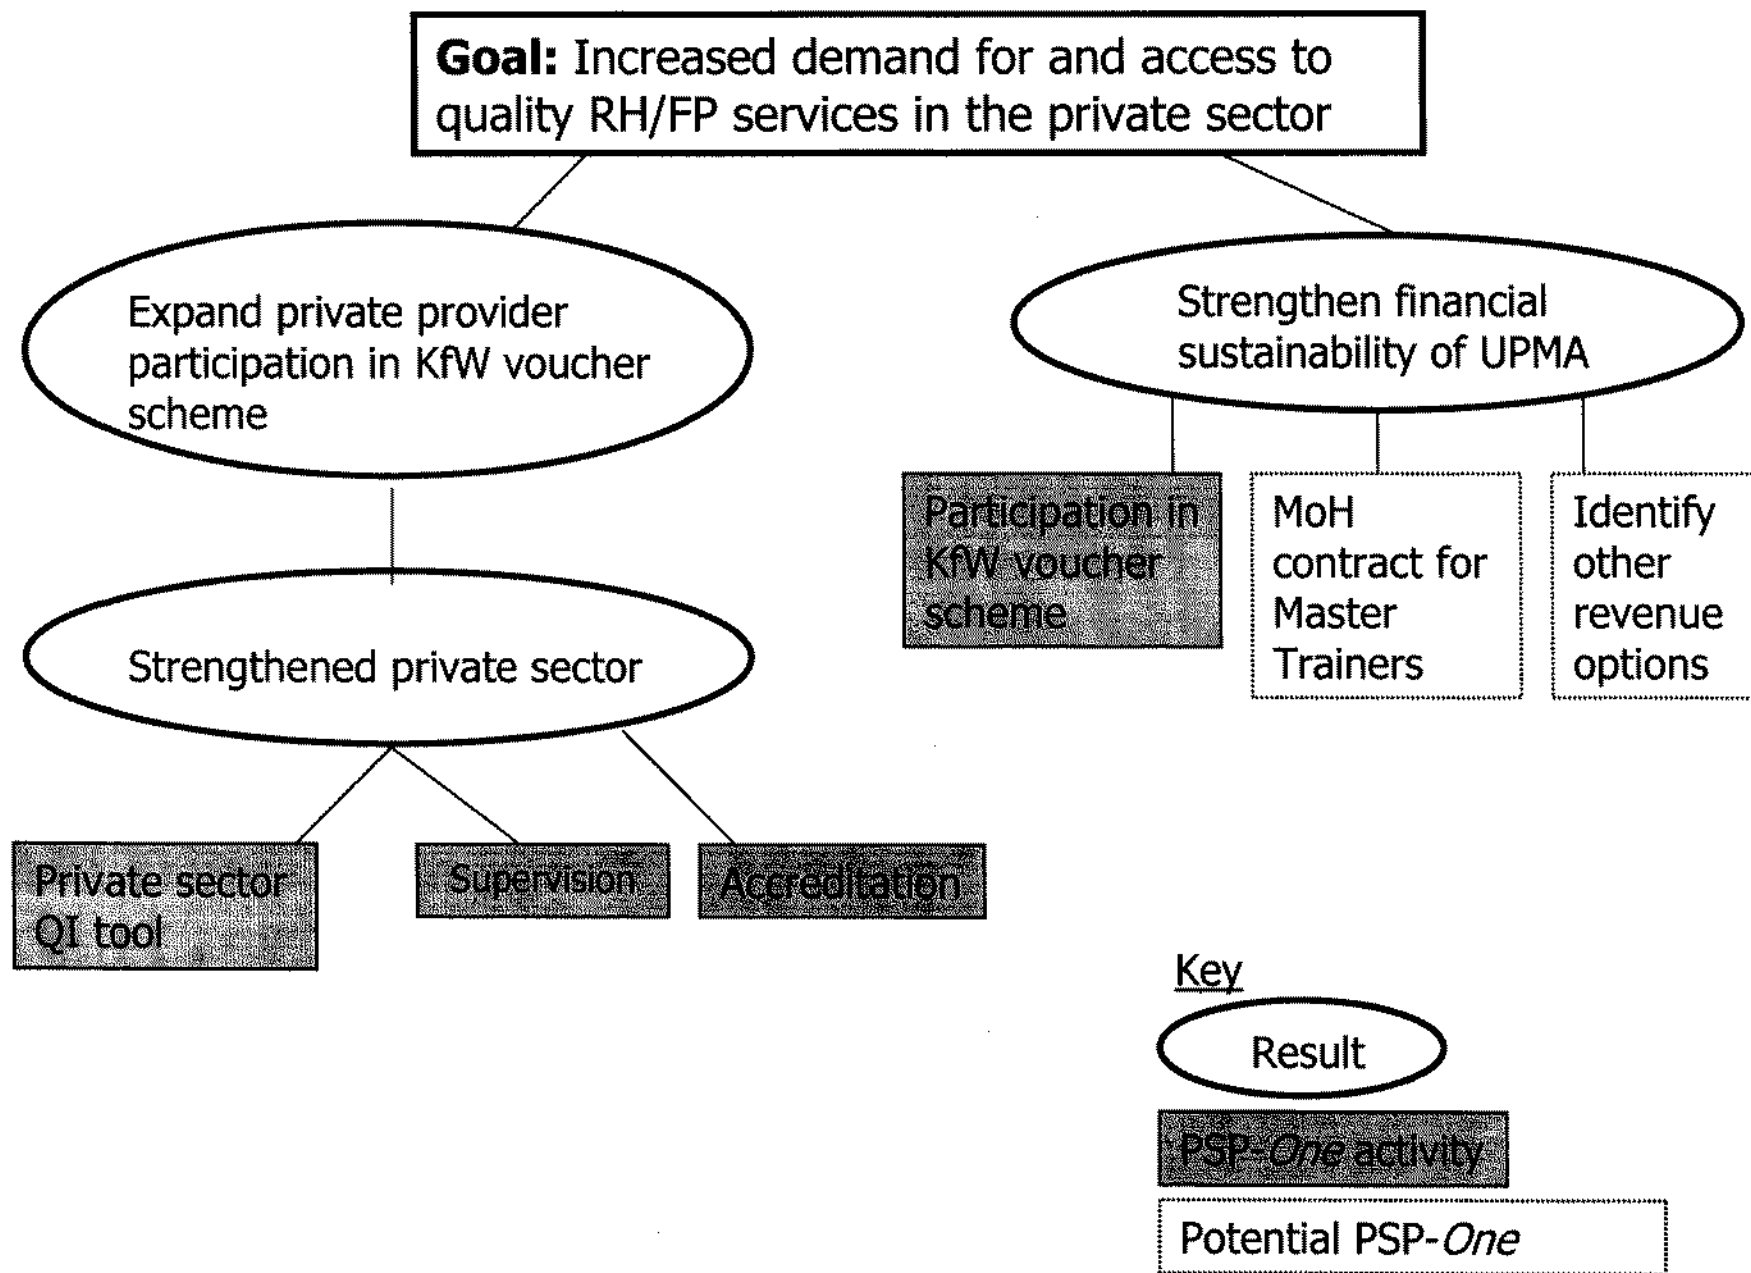 Goal: Increased demand for and access to
quality RH/FP services in the private sector
Expand private provider
participation in KfW voucher
scheme
Strengthen financial
sustainability of UPMA
Participation in
KfW voucher
scheme
MoH
contract for
Master
Trainers
Identify
other
revenue
options
Strengthened private sector
Private sector
QI tool
Supervision
Accreditation
Key
Result
PSP-One activity
Potential PSP-One